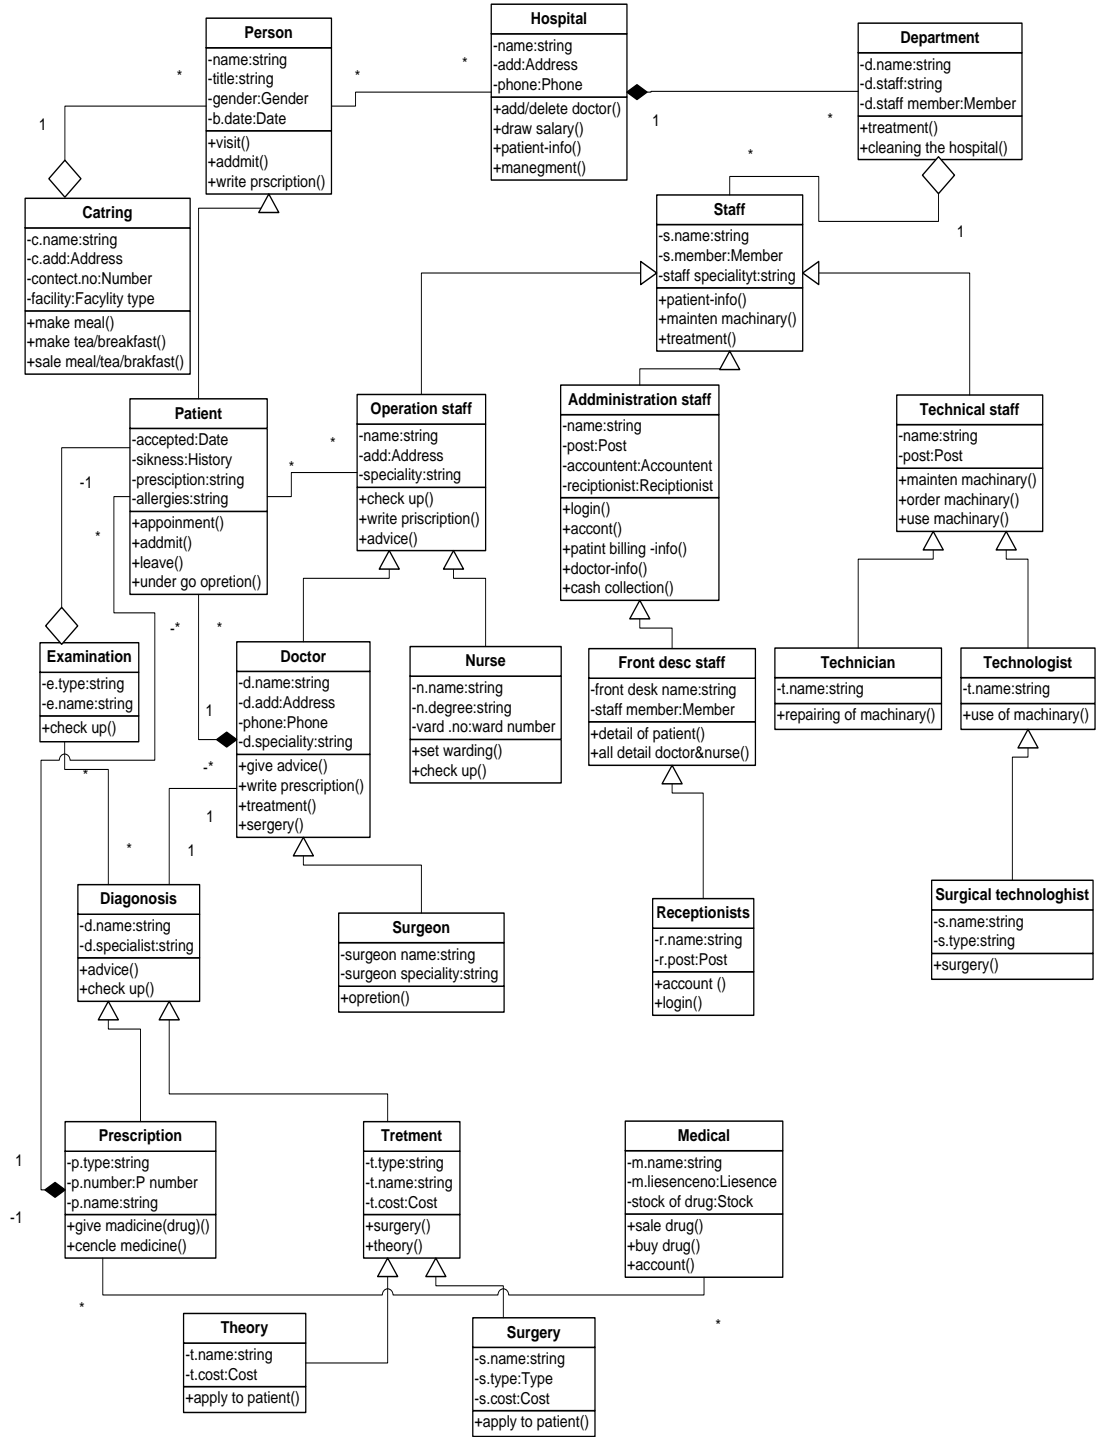 Person
-name:string
-title:string
-gender:Gender
-b.date:Date
+visit()
+addmit()
+write prscription()
Hospital
-name:string
-add:Address
-phone:Phone
+add/delete doctor()
+draw salary()
+patient-info()
+manegment()
Department
-d.name:string
-d.staff:string
-d.staff member:Member
+treatment()
+cleaning the hospital()
*
*
*
1
1
*
*
1
Catring
-c.name:string
-c.add:Address
-contect.no:Number
-facility:Facylity type
+make meal()
+make tea/breakfast()
+sale meal/tea/brakfast()
Staff
-s.name:string
-s.member:Member
-staff specialityt:string
+patient-info()
+mainten machinary()
+treatment()
Patient
-accepted:Date
-sikness:History
-presciption:string
-allergies:string
+appoinment()
+addmit()
+leave()
+under go opretion()
Operation staff
-name:string
-add:Address
-speciality:string
+check up()
+write priscription()
+advice()
Addministration staff
-name:string
-post:Post
-accountent:Accountent
-reciptionist:Reciptionist
+login()
+accont()
+patint billing -info()
+doctor-info()
+cash collection()
Technical staff
-name:string
-post:Post
+mainten machinary()
+order machinary()
+use machinary()
*
*
-1
*
-*
*
Examination
-e.type:string
-e.name:string
+check up()
Doctor
-d.name:string
-d.add:Address
-phone:Phone
-d.speciality:string
+give advice()
+write prescription()
+treatment()
+sergery()
Nurse
-n.name:string
-n.degree:string
-vard .no:ward number
+set warding()
+check up()
Front desc staff
-front desk name:string
-staff member:Member
+detail of patient()
+all detail doctor&nurse()
Technician
-t.name:string
+repairing of machinary()
Technologist
-t.name:string
+use of machinary()
1
-*
*
1
*
1
Diagonosis
-d.name:string
-d.specialist:string
+advice()
+check up()
Surgeon
-surgeon name:string
-surgeon speciality:string
+opretion()
Receptionists
-r.name:string
-r.post:Post
+account ()
+login()
Surgical technologhist
-s.name:string
-s.type:string
+surgery()
Prescription
-p.type:string
-p.number:P number
-p.name:string
+give madicine(drug)()
+cencle medicine()
Tretment
-t.type:string
-t.name:string
-t.cost:Cost
+surgery()
+theory()
Medical
-m.name:string
-m.liesenceno:Liesence
-stock of drug:Stock
+sale drug()
+buy drug()
+account()
1
-1
*
*
Theory
-t.name:string
-t.cost:Cost
+apply to patient()
Surgery
-s.name:string
-s.type:Type
-s.cost:Cost
+apply to patient()